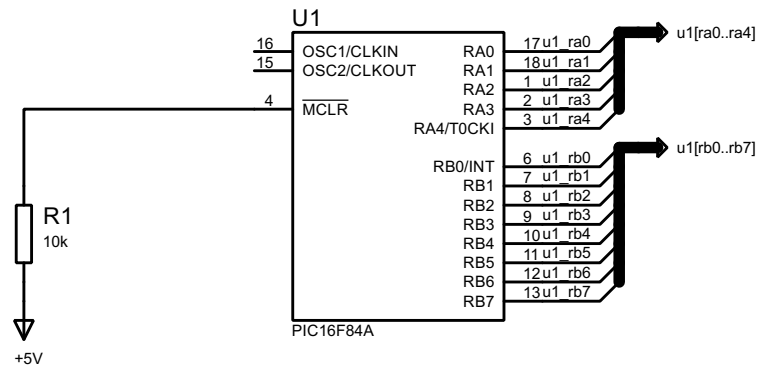 U1
16 OSC1/CLKIN RA0 17 u1_ra0 u1[ra0..ra4]
15 OSC2/CLKOUT RA1 18 u1_ra1
RA2 1 u1_ra2
4 MCLR RA3 2 u1_ra3
RA4/T0CKI 3 u1_ra4
u1[rb0..rb7]
RB0/INT 6 u1_rb0
RB1 7 u1_rb1
RB2 8 u1_rb2
R1 RB3 9 u1_rb3
10k RB4 10 u1_rb4
RB5 11 u1_rb5
RB6 12 u1_rb6
RB7 13 u1_rb7
PIC16F84A
+5V